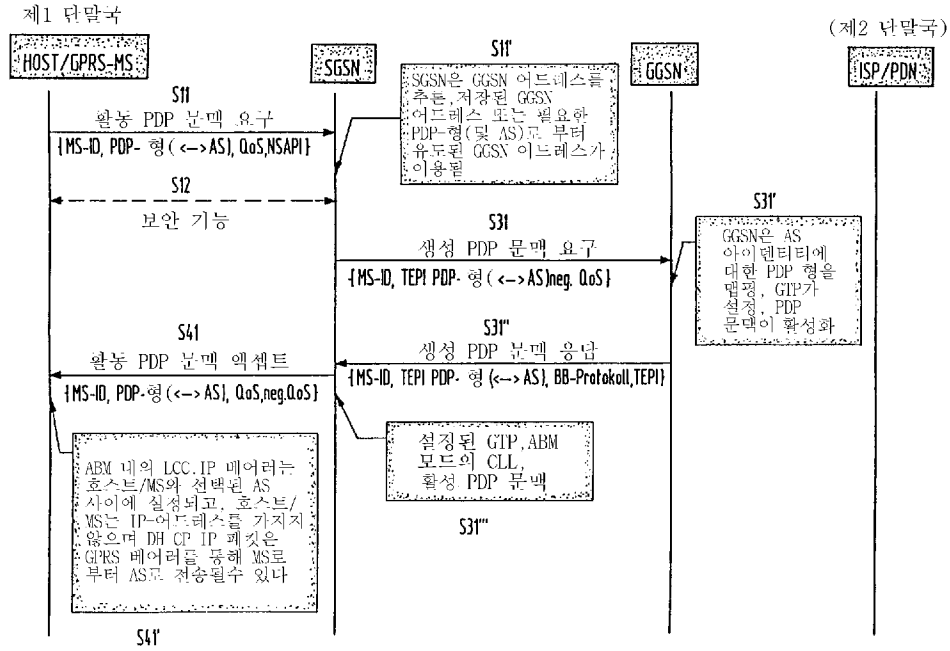 제1 단말국
(제2 단말국)
HOST/GPRS-MS
SGSN
GGSN
ISP/PDN
S11
활동 PDP 문맥 요구
{MS-ID, PDP- 형(<-->AS), QoS,NSAPI}
S11'
SGSN은 GGSN 어드레스를
추론,저장된 GGSN
어드레스 또는 필요한
PDP-형(및 AS)로 부터
유도된 GGSN 어드레스가
이용됨
S12
보안 기능
S31
생성 PDP 문맥 요구
{MS-ID, TEPI PDP- 형(<-->AS)neg. QoS}
S31'
GGSN은 AS
아이덴티티에
대한 PDP 형을
맵핑, GTP가
설정, PDP
문맥이 활성화
S31''
생성 PDP 문맥 응답
{MS-ID, TEPI PDP- 형(<-->AS), BB-Protokoll,TEPI}
S41
활동 PDP 문맥 액셉트
{MS-ID, PDP-형(<-->AS), QoS,neg.QoS}
설정된 GTP,ABM
모드의 CLL,
활성 PDP 문맥
S31'''
ABM 내의 LCC.IP 베어러는
호스트/MS와 선택된 AS
사이에 설정되고, 호스트/
MS는 IP-어드레스를 가지지
않으며 DH CP IP 패킷은
GPRS 베어러를 통해 MS로
부터 AS로 전송될수 있다
S41'